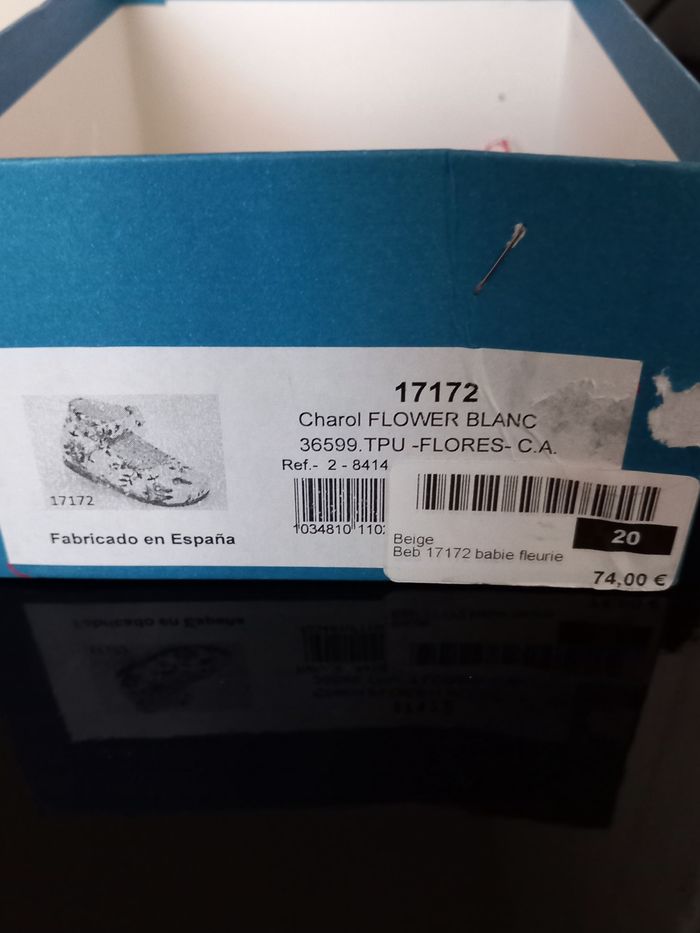 17172
Charol FLOWER BLANC
36599.TPU -FLORES- C.A.
Ref.- 2 - 8414
17172
Fabricado en España
1034810 110
Beige
20
Beb 17172 babie fleurie
74,00 €